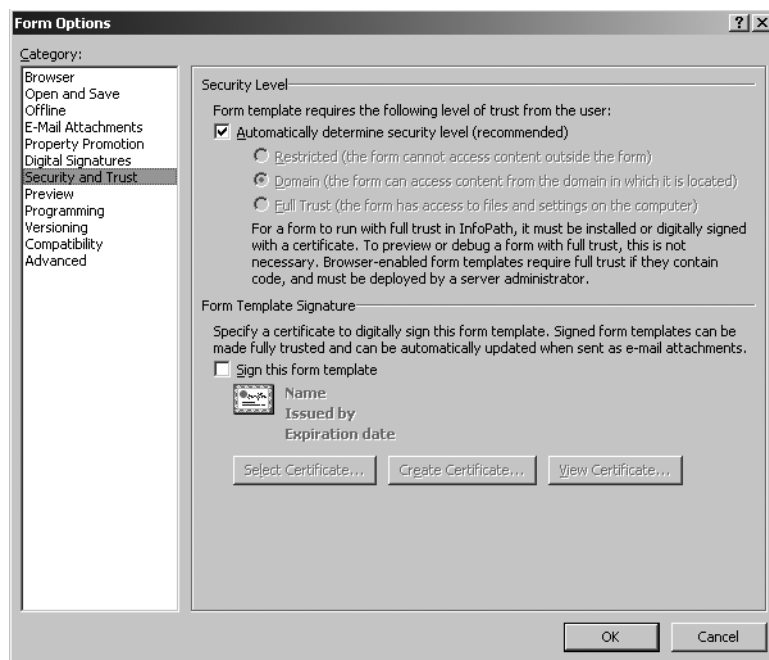 Form Options
Category:
Browser
Open and Save
Offline
E-Mail Attachments
Property Promotion
Digital Signatures
Security and Trust
Preview
Programming
Versioning
Compatibility
Advanced
Security Level
Form template requires the following level of trust from the user:
Automatically determine security level (recommended)
Restricted (the form cannot access content outside the form)
Domain (the form can access content from the domain in which it is located)
Full Trust (the form has access to files and settings on the computer)
For a form to run with full trust in InfoPath, it must be installed or digitally signed
with a certificate. To preview or debug a form with full trust, this is not
necessary. Browser-enabled form templates require full trust if they contain
code, and must be deployed by a server administrator.
Form Template Signature
Specify a certificate to digitally sign this form template. Signed form templates can be
made fully trusted and can be automatically updated when sent as e-mail attachments.
Sign this form template
Name
Issued by
Expiration date
Select Certificate... Create Certificate... View Certificate...
OK Cancel